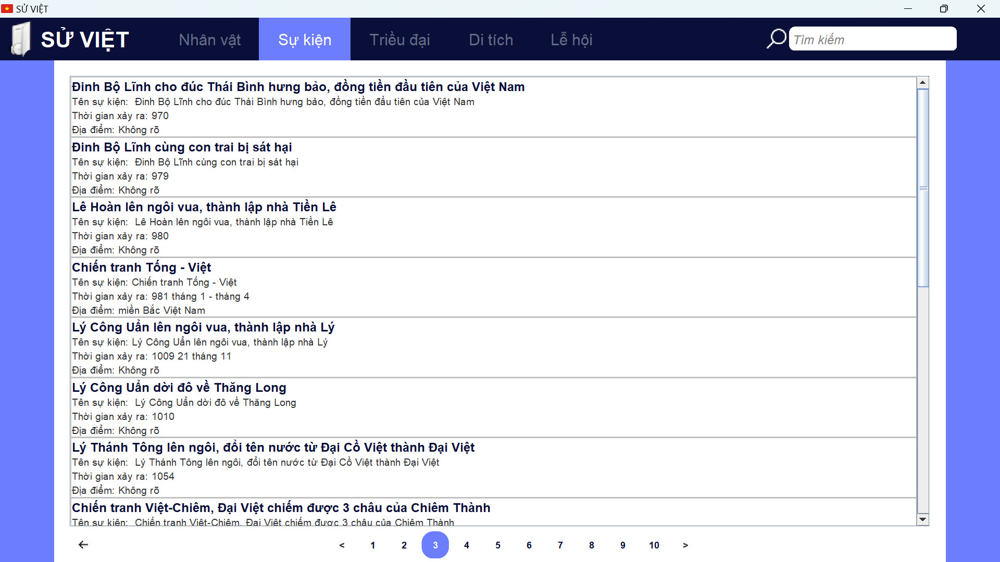 SỬ VIỆT
SỬ VIỆT Nhân vật Sự kiện Triều đại Di tích Lễ hội Tìm kiếm
Đinh Bộ Lĩnh cho đúc Thái Bình hưng bảo, đồng tiền đầu tiên của Việt Nam
Tên sự kiện: Đinh Bộ Lĩnh cho đúc Thái Bình hưng bảo, đồng tiền đầu tiên của Việt Nam
Thời gian xảy ra: 970
Địa điểm: Không rõ
Đinh Bộ Lĩnh cùng con trai bị sát hại
Tên sự kiện: Đinh Bộ Lĩnh cùng con trai bị sát hại
Thời gian xảy ra: 979
Địa điểm: Không rõ
Lê Hoàn lên ngôi vua, thành lập nhà Tiền Lê
Tên sự kiện: Lê Hoàn lên ngôi vua, thành lập nhà Tiền Lê
Thời gian xảy ra: 980
Địa điểm: Không rõ
Chiến tranh Tống - Việt
Tên sự kiện: Chiến tranh Tống - Việt
Thời gian xảy ra: 981 tháng 1 - tháng 4
Địa điểm: miền Bắc Việt Nam
Lý Công Uẩn lên ngôi vua, thành lập nhà Lý
Tên sự kiện: Lý Công Uẩn lên ngôi vua, thành lập nhà Lý
Thời gian xảy ra: 1009 21 tháng 11
Địa điểm: Không rõ
Lý Công Uẩn dời đô về Thăng Long
Tên sự kiện: Lý Công Uẩn dời đô về Thăng Long
Thời gian xảy ra: 1010
Địa điểm: Không rõ
Lý Thánh Tông lên ngôi, đổi tên nước từ Đại Cồ Việt thành Đại Việt
Tên sự kiện: Lý Thánh Tông lên ngôi, đổi tên nước từ Đại Cồ Việt thành Đại Việt
Thời gian xảy ra: 1054
Địa điểm: Không rõ
Chiến tranh Việt-Chiêm, Đại Việt chiếm được 3 châu của Chiêm Thành
Tên sự kiện: Chiến tranh Việt-Chiêm, Đại Việt chiếm được 3 châu của Chiêm Thành
< 1 2 3 4 5 6 7 8 9 10 >